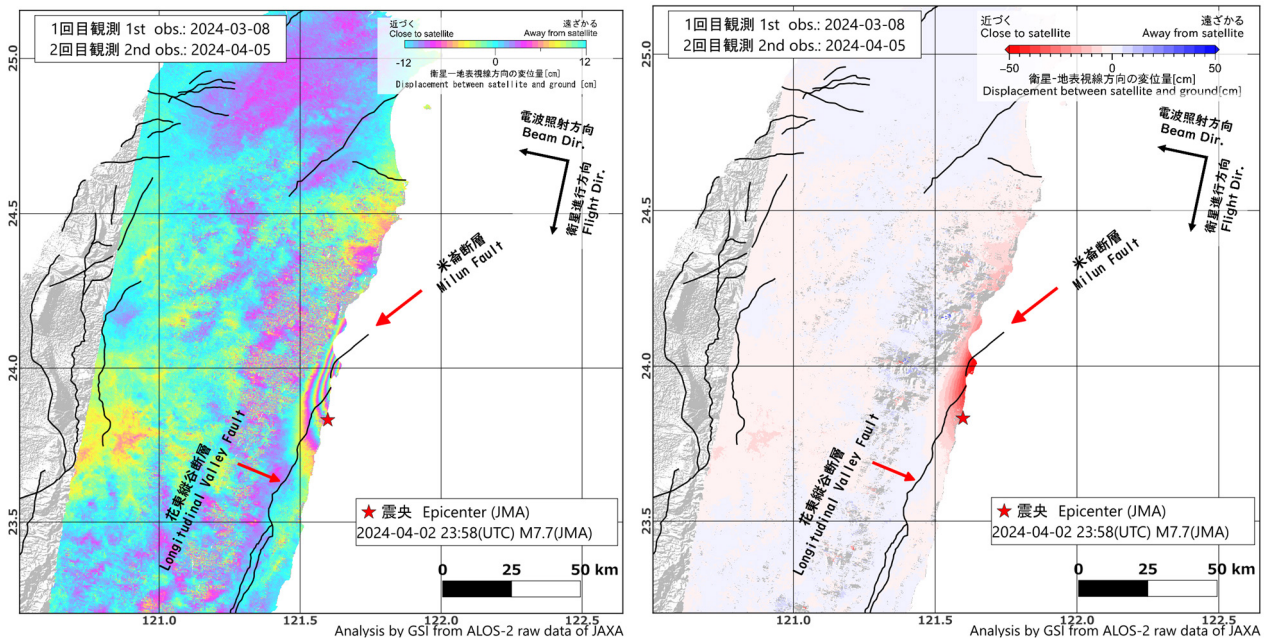 1回目観測 1st obs.: 2024-03-08
2回目観測 2nd obs.: 2024-04-05
近づく 遠ざかる
Close to satellite Away from satellite
-12 0 12
衛星ー地表視線方向の変位量[cm]
Displacement between satellite and ground [cm]
電波照射方向
Beam Dir.
衛星進行方向
Flight Dir.
米崙断層
Milun Fault
花東縦谷断層
Longitudinal Valley Fault
震央 Epicenter (JMA)
2024-04-02 23:58(UTC) M7.7(JMA)
0 25 50 km
25.0
24.5
24.0
23.5
121.0 121.5 122.0 122.5
Analysis by GSI from ALOS-2 raw data of JAXA
1回目観測 1st obs.: 2024-03-08
2回目観測 2nd obs.: 2024-04-05
近づく 遠ざかる
Close to satellite Away from satellite
-50 0 50
[cm] [cm]
衛星-地表視線方向の変位量[cm]
Displacement between satellite and ground[cm]
電波照射方向
Beam Dir.
衛星進行方向
Flight Dir.
米崙断層
Milun Fault
花東縦谷断層
Longitudinal Valley Fault
震央 Epicenter (JMA)
2024-04-02 23:58(UTC) M7.7(JMA)
0 25 50 km
25.0
24.5
24.0
23.5
121.0 121.5 122.0 122.5
Analysis by GSI from ALOS-2 raw data of JAXA